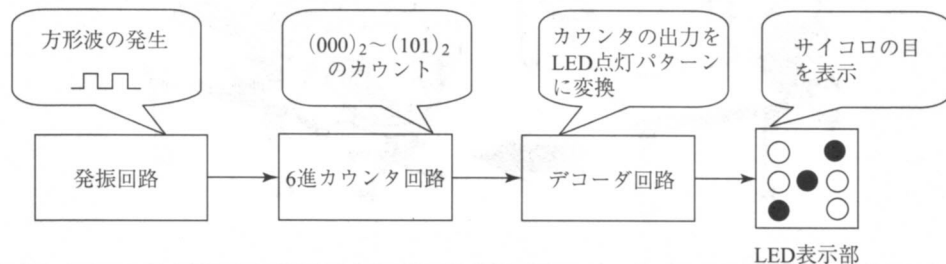 方形波の発生
(000)₂～(101)₂
のカウント
カウンタの出力を
LED点灯パターン
に変換
サイコロの目
を表示
発振回路
6進カウンタ回路
デコーダ回路
LED表示部